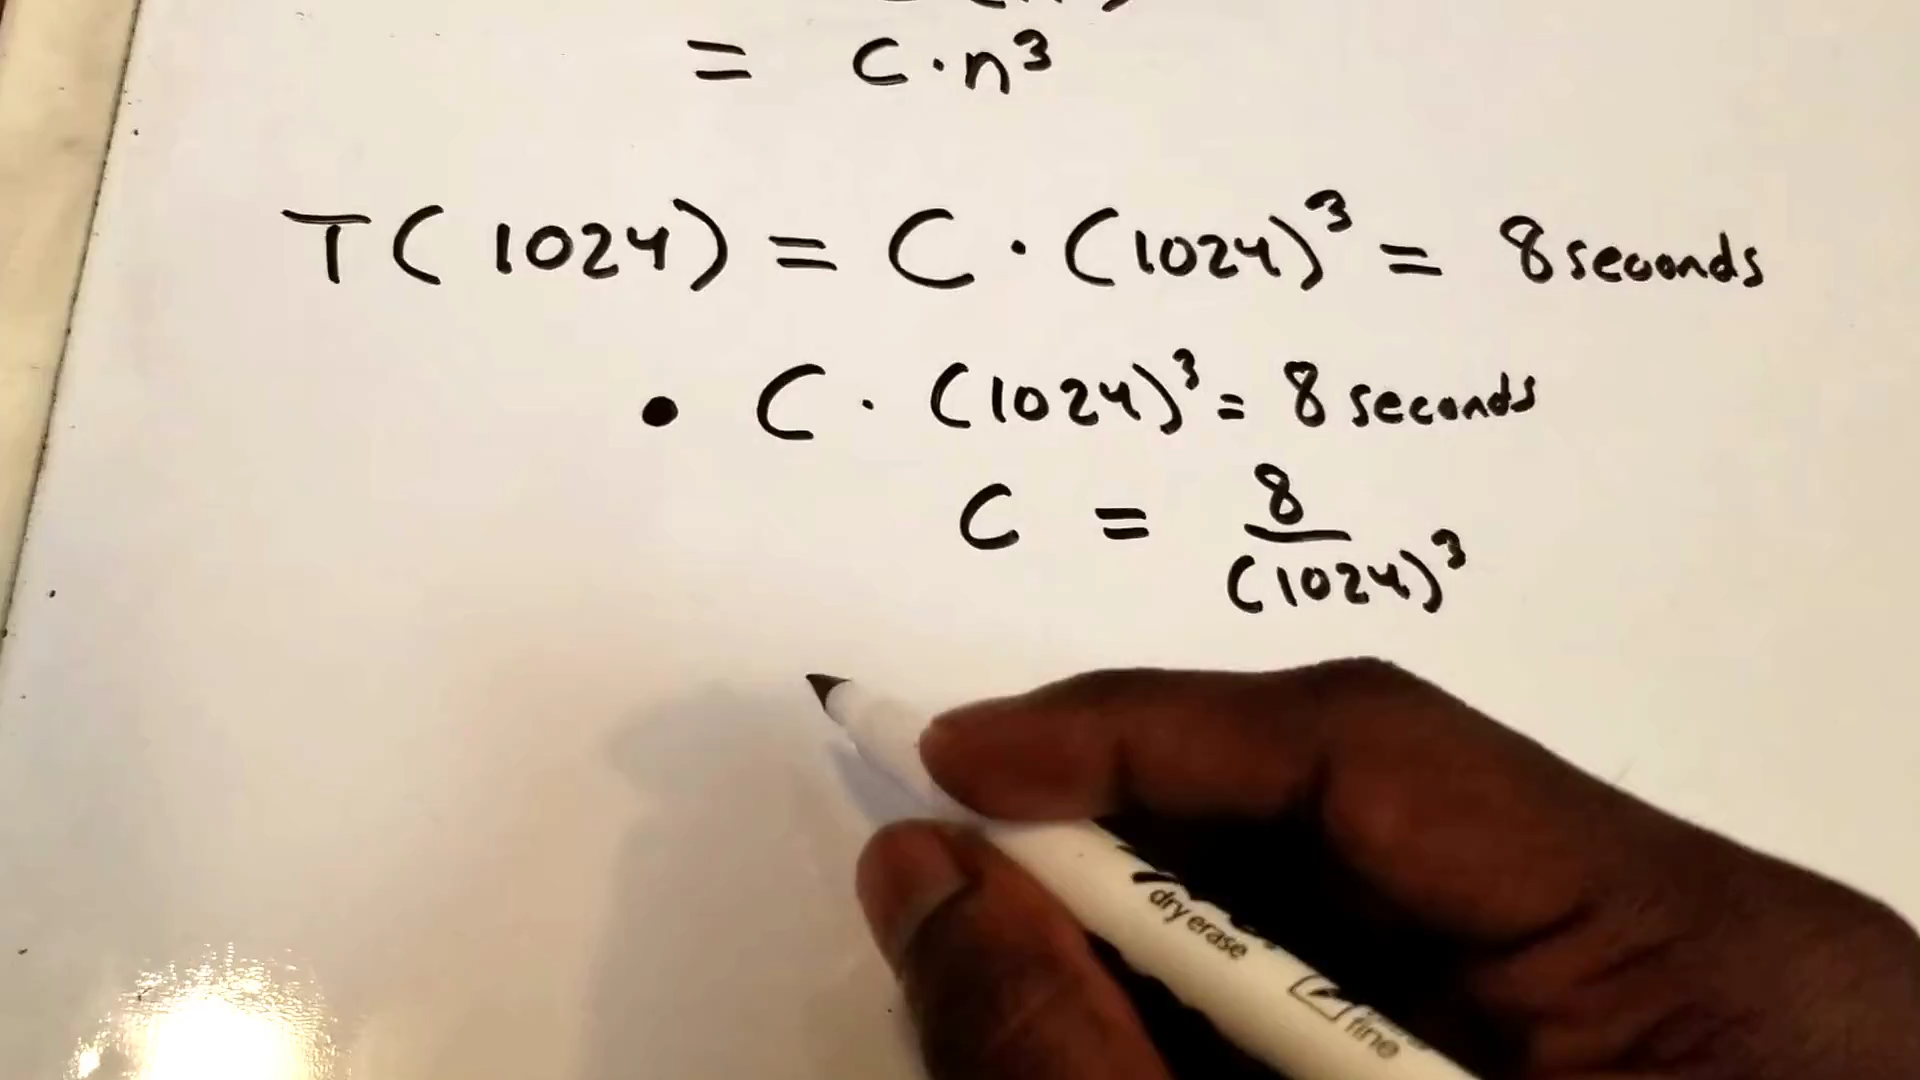 = C · n³
T(1024) = C · (1024)³ = 8 seconds
• C · (1024)³ = 8 seconds
C = 8 / (1024)³
dry erase
fine